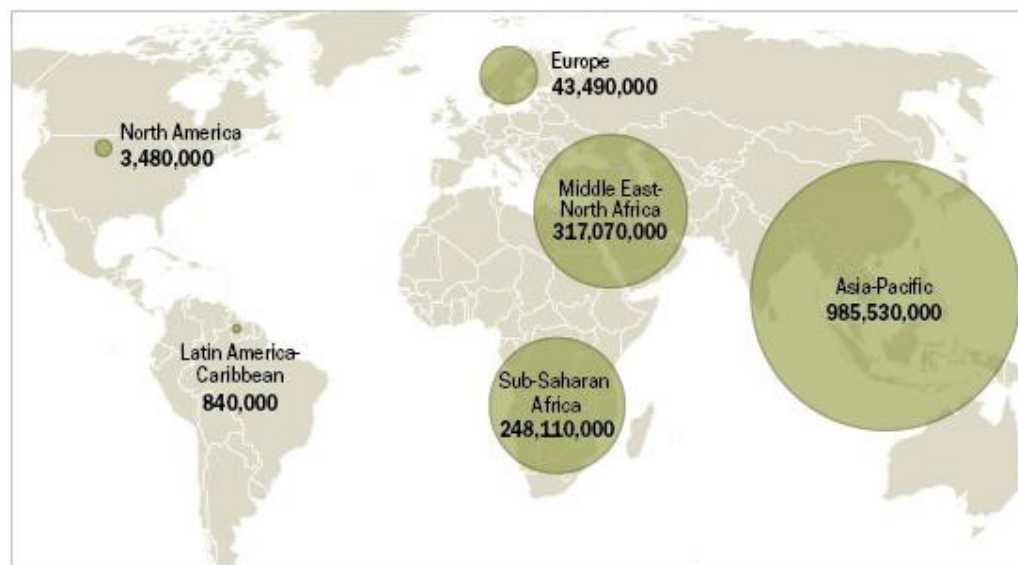 Europe
43,490,000
North America
3,480,000
Middle East-
North Africa
317,070,000
Asia-Pacific
985,530,000
Latin America-
Caribbean
840,000
Sub-Saharan
Africa
248,110,000